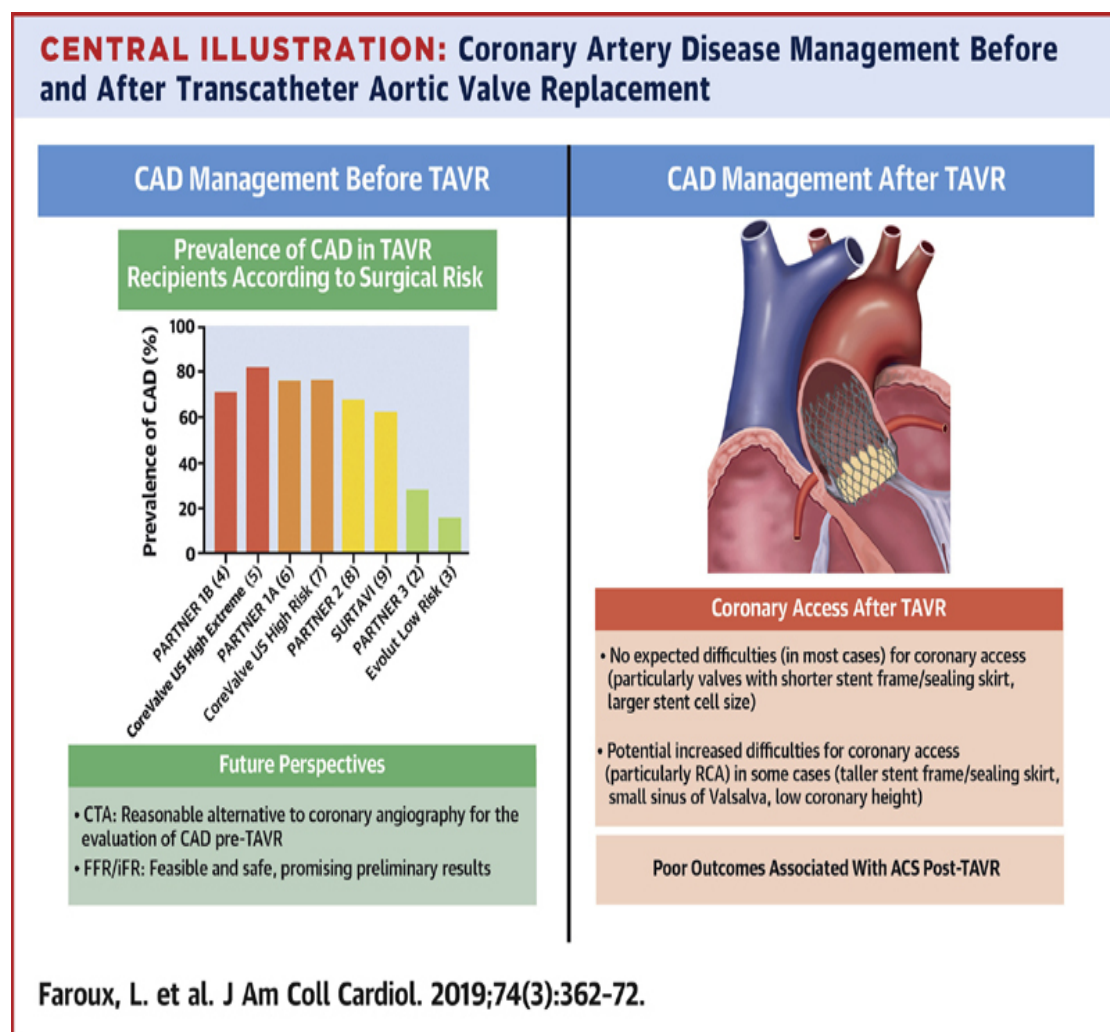 CENTRAL ILLUSTRATION: Coronary Artery Disease Management Before
and After Transcatheter Aortic Valve Replacement
CAD Management Before TAVR
Prevalence of CAD in TAVR
Recipients According to Surgical Risk
Prevalence of CAD (%)
100
80
60
40
20
0
PARTNER 1B (4)
CoreValve US High Extreme (5)
PARTNER 1A (6)
CoreValve US High Risk (7)
PARTNER 2 (8)
SURTAVI (9)
PARTNER 3 (2)
Evolut Low Risk (3)
Future Perspectives
• CTA: Reasonable alternative to coronary angiography for the
evaluation of CAD pre-TAVR
• FFR/iFR: Feasible and safe, promising preliminary results
CAD Management After TAVR
Coronary Access After TAVR
• No expected difficulties (in most cases) for coronary access
(particularly valves with shorter stent frame/sealing skirt,
larger stent cell size)
• Potential increased difficulties for coronary access
(particularly RCA) in some cases (taller stent frame/sealing skirt,
small sinus of Valsalva, low coronary height)
Poor Outcomes Associated With ACS Post-TAVR
Faroux, L. et al. J Am Coll Cardiol. 2019;74(3):362–72.